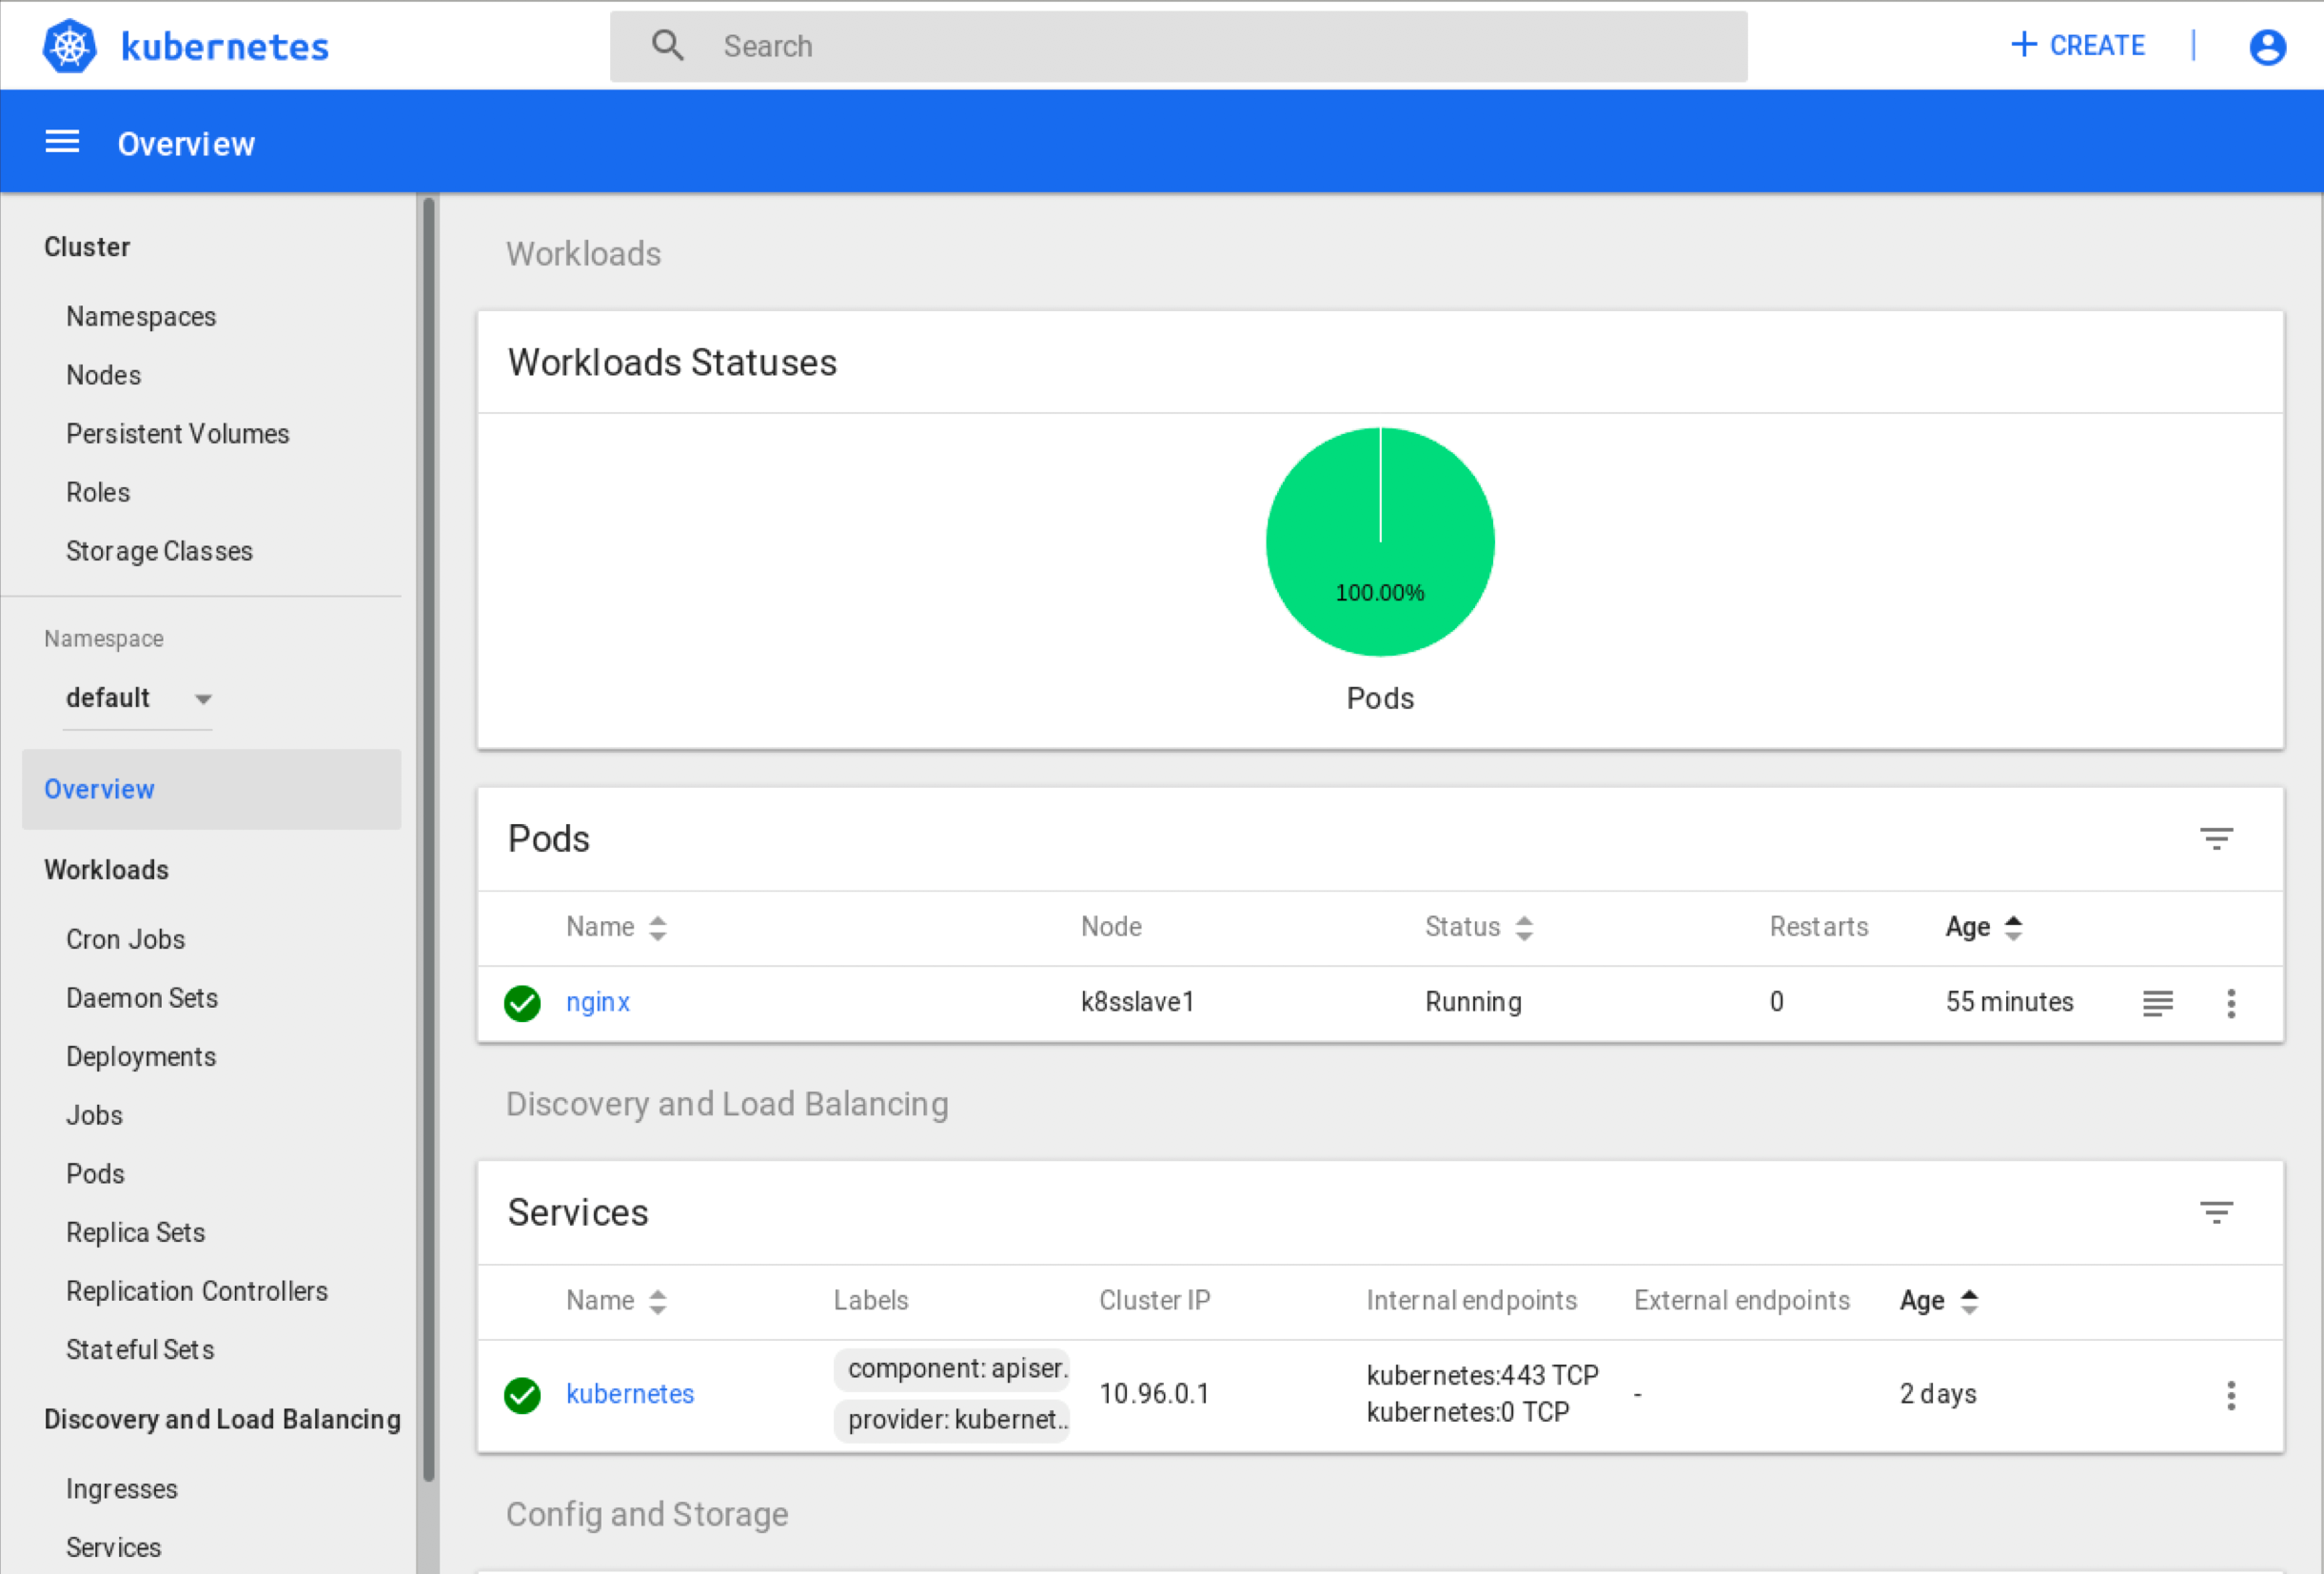 kubernetes
Search
+ CREATE
Overview
Cluster
Namespaces
Nodes
Persistent Volumes
Roles
Storage Classes
Namespace
default
Overview
Workloads
Cron Jobs
Daemon Sets
Deployments
Jobs
Pods
Replica Sets
Replication Controllers
Stateful Sets
Discovery and Load Balancing
Ingresses
Services
Workloads
Workloads Statuses
100.00%
Pods
Pods
Name Node Status Restarts Age
nginx k8sslave1 Running 0 55 minutes
Discovery and Load Balancing
Services
Name Labels Cluster IP Internal endpoints External endpoints Age
kubernetes component: apiser. 10.96.0.1 kubernetes:443 TCP - 2 days
provider: kubernet.. kubernetes:0 TCP
Config and Storage